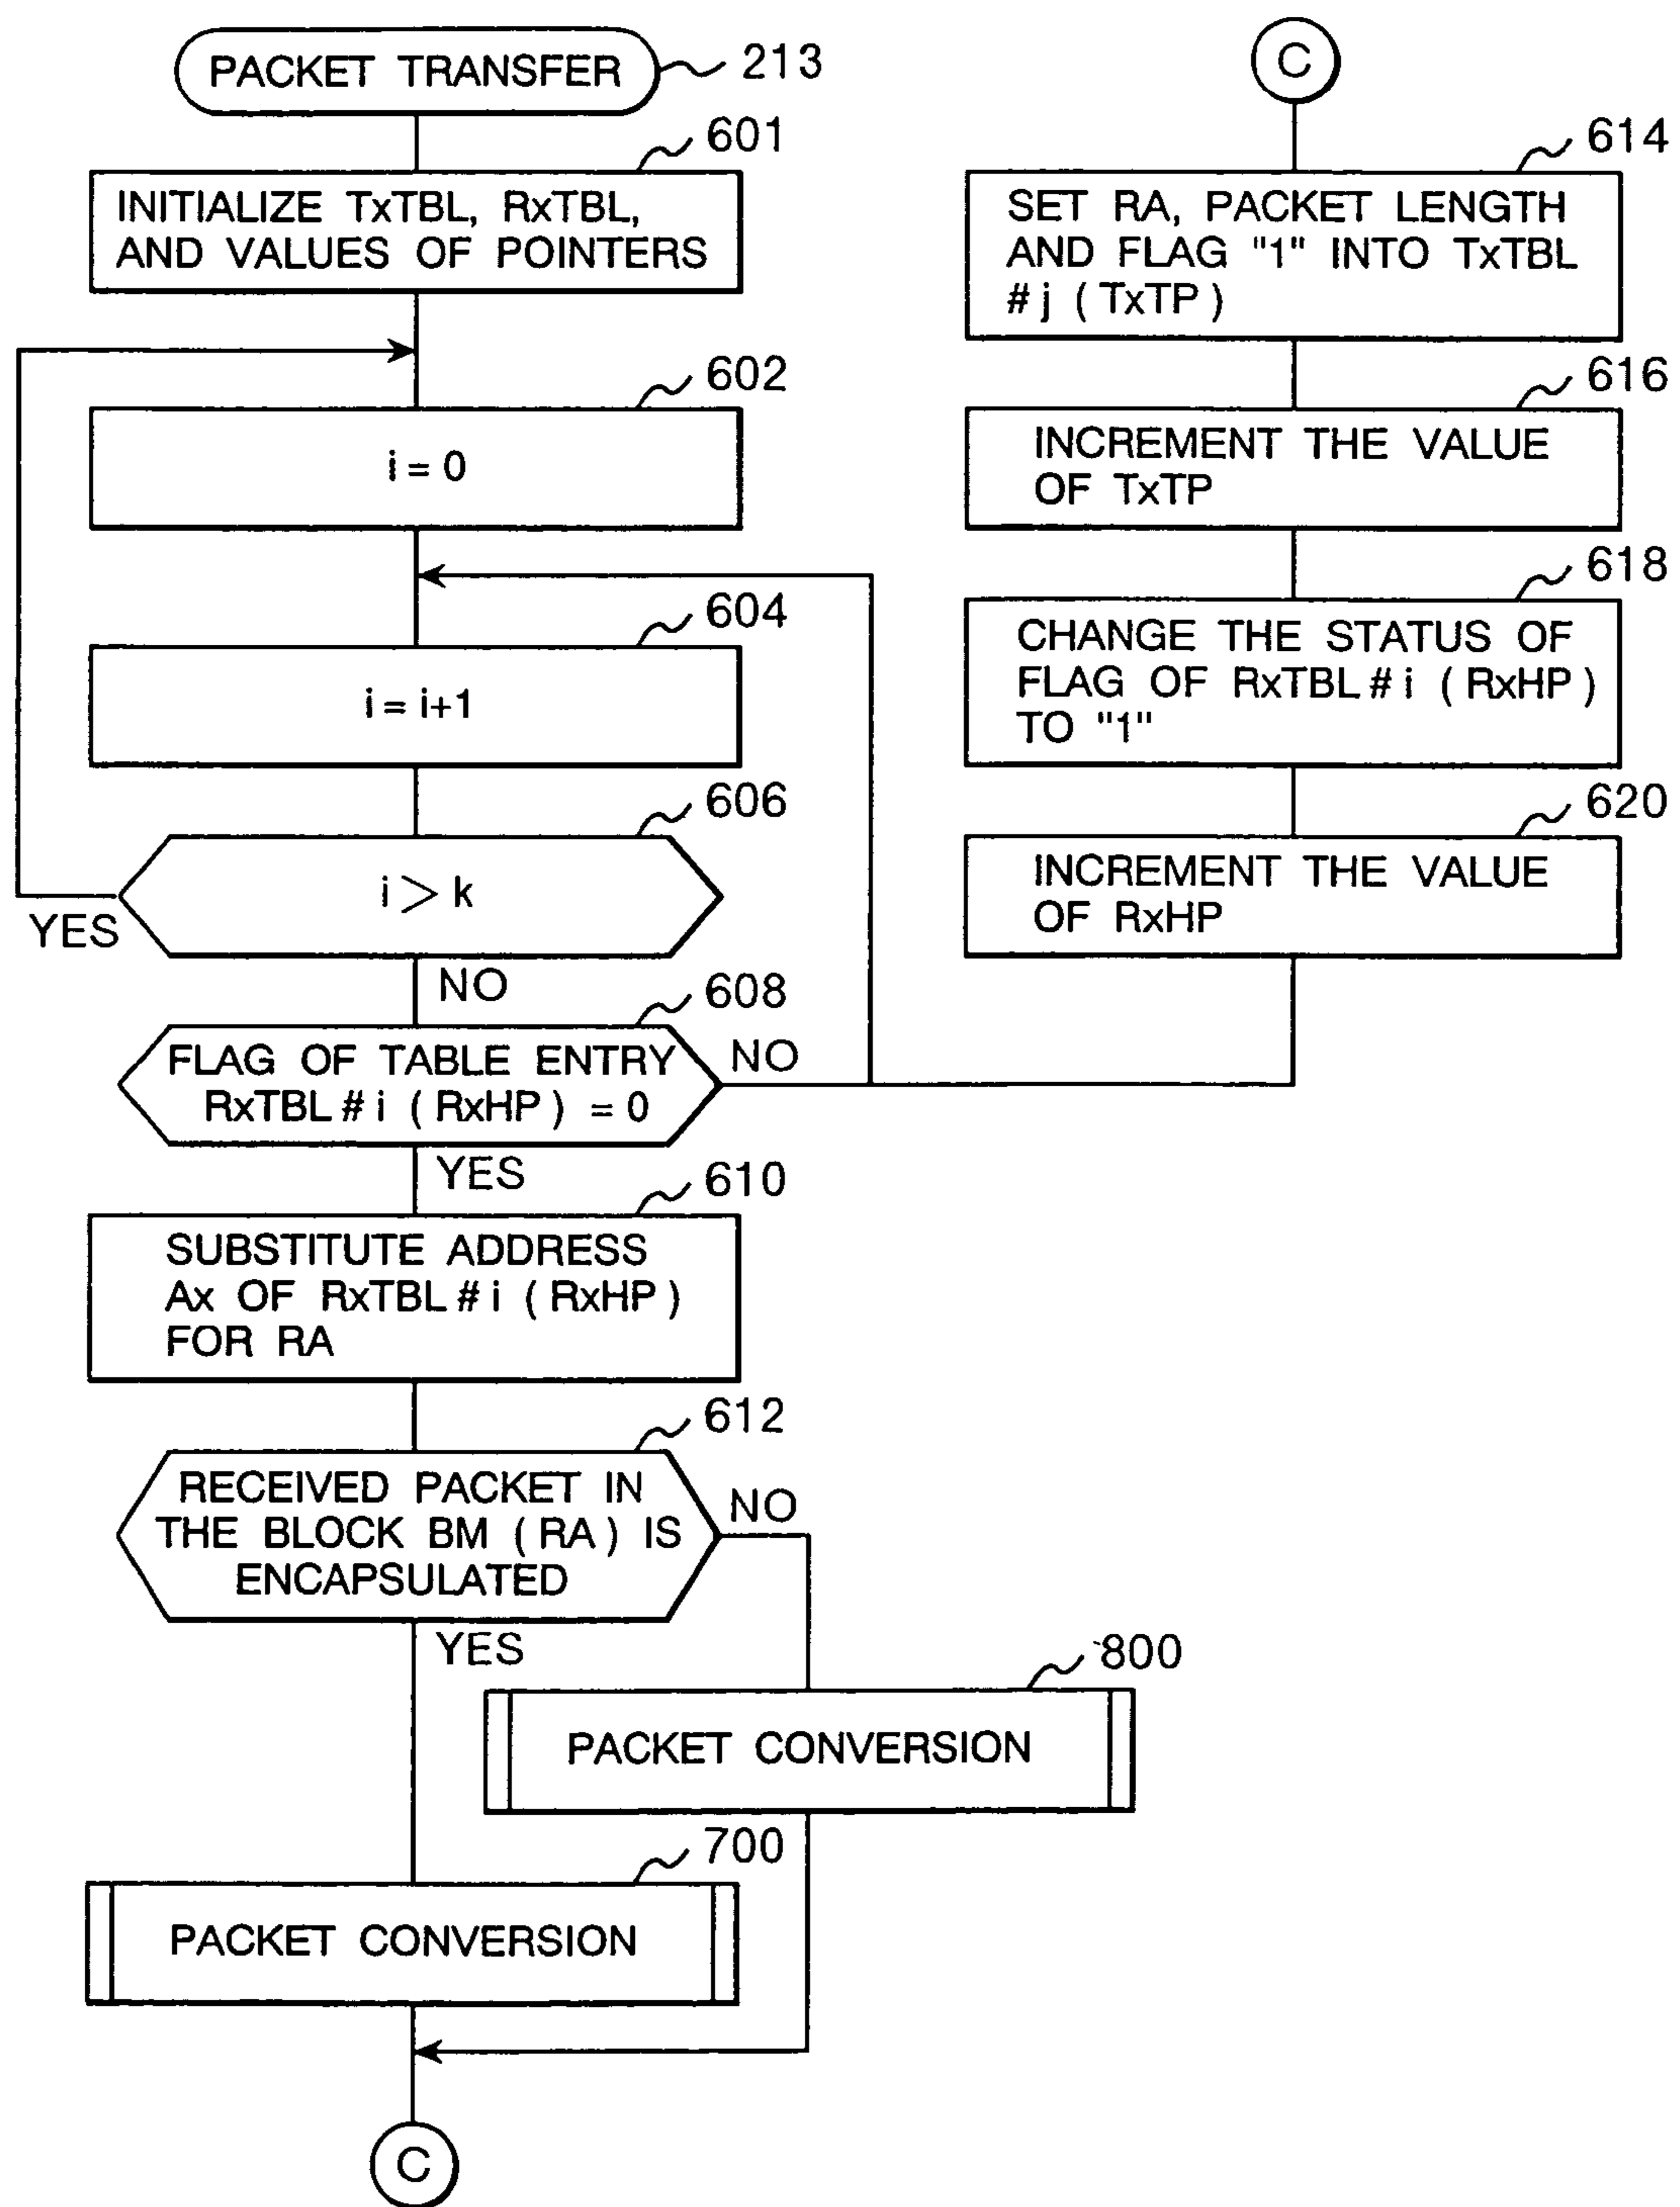 PACKET TRANSFER
213
601
INITIALIZE TxTBL, RxTBL,
AND VALUES OF POINTERS
602
i = 0
604
i = i+1
606
i > k
YES
NO
608
FLAG OF TABLE ENTRY
RxTBL # i ( RxHP ) = 0
NO
YES
610
SUBSTITUTE ADDRESS
Ax OF RxTBL # i ( RxHP )
FOR RA
612
RECEIVED PACKET IN
THE BLOCK BM ( RA ) IS
ENCAPSULATED
NO
YES
800
PACKET CONVERSION
700
PACKET CONVERSION
C
C
614
SET RA, PACKET LENGTH
AND FLAG "1" INTO TxTBL
# j ( TxTP )
616
INCREMENT THE VALUE
OF TxTP
618
CHANGE THE STATUS OF
FLAG OF RxTBL # i ( RxHP )
TO "1"
620
INCREMENT THE VALUE
OF RxHP